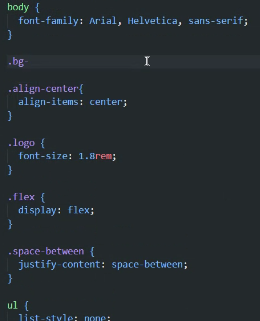 body {
font-family: Arial, Helvetica, sans-serif;
}
.bg-
.align-center{
align-items: center;
}
.logo {
font-size: 1.8rem;
}
.flex {
display: flex;
}
.space-between {
justify-content: space-between;
}
ul {
list-style: none;